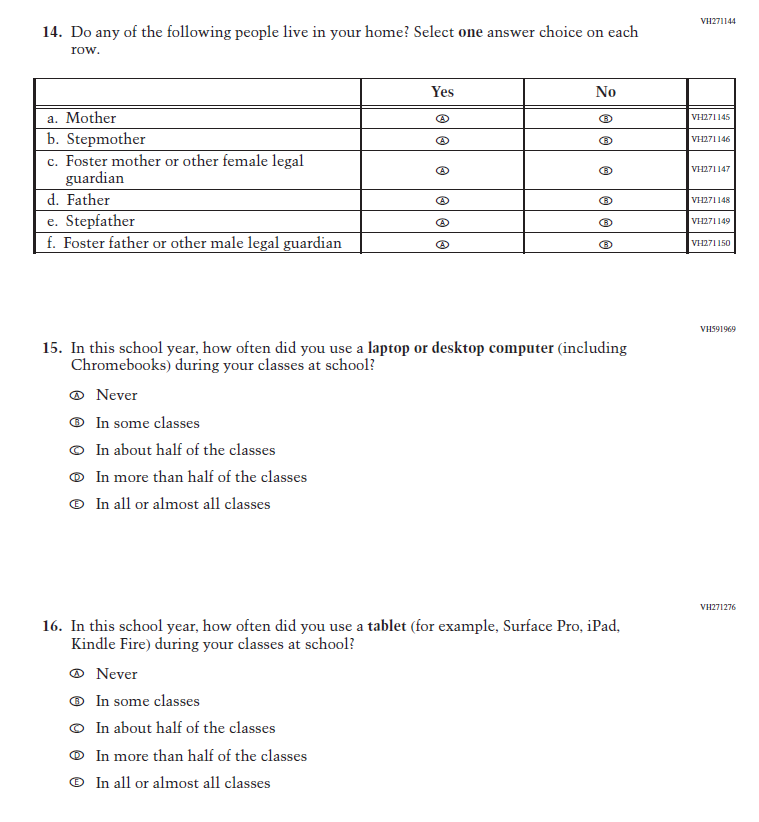 VH271144
14. Do any of the following people live in your home? Select one answer choice on each
row.
Yes No
a. Mother Ⓐ Ⓑ VH271145
b. Stepmother Ⓐ Ⓑ VH271146
c. Foster mother or other female legal
guardian Ⓐ Ⓑ VH271147
d. Father Ⓐ Ⓑ VH271148
e. Stepfather Ⓐ Ⓑ VH271149
f. Foster father or other male legal guardian Ⓐ Ⓑ VH271150
VH591969
15. In this school year, how often did you use a laptop or desktop computer (including
Chromebooks) during your classes at school?
Ⓐ Never
Ⓑ In some classes
Ⓒ In about half of the classes
Ⓓ In more than half of the classes
Ⓔ In all or almost all classes
VH271276
16. In this school year, how often did you use a tablet (for example, Surface Pro, iPad,
Kindle Fire) during your classes at school?
Ⓐ Never
Ⓑ In some classes
Ⓒ In about half of the classes
Ⓓ In more than half of the classes
Ⓔ In all or almost all classes